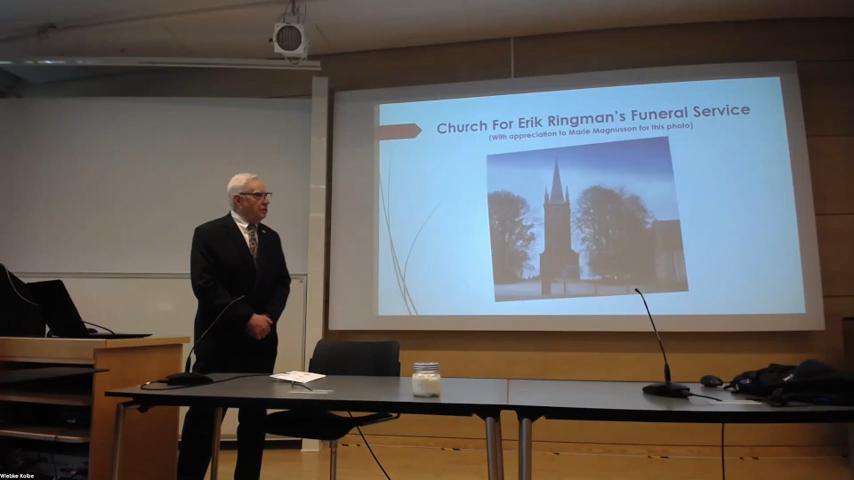 Church For Erik Ringman's Funeral Service
(With appreciation to Marie Magnusson for this photo)
Wiebke Kolbe